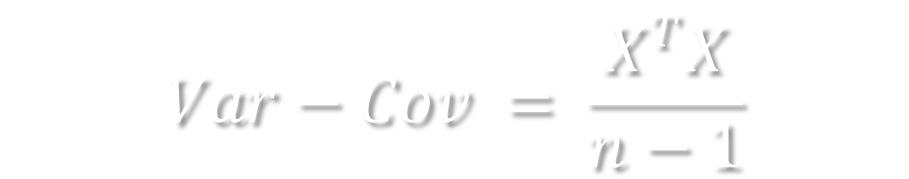 Var − Cov = XᵀX / n − 1